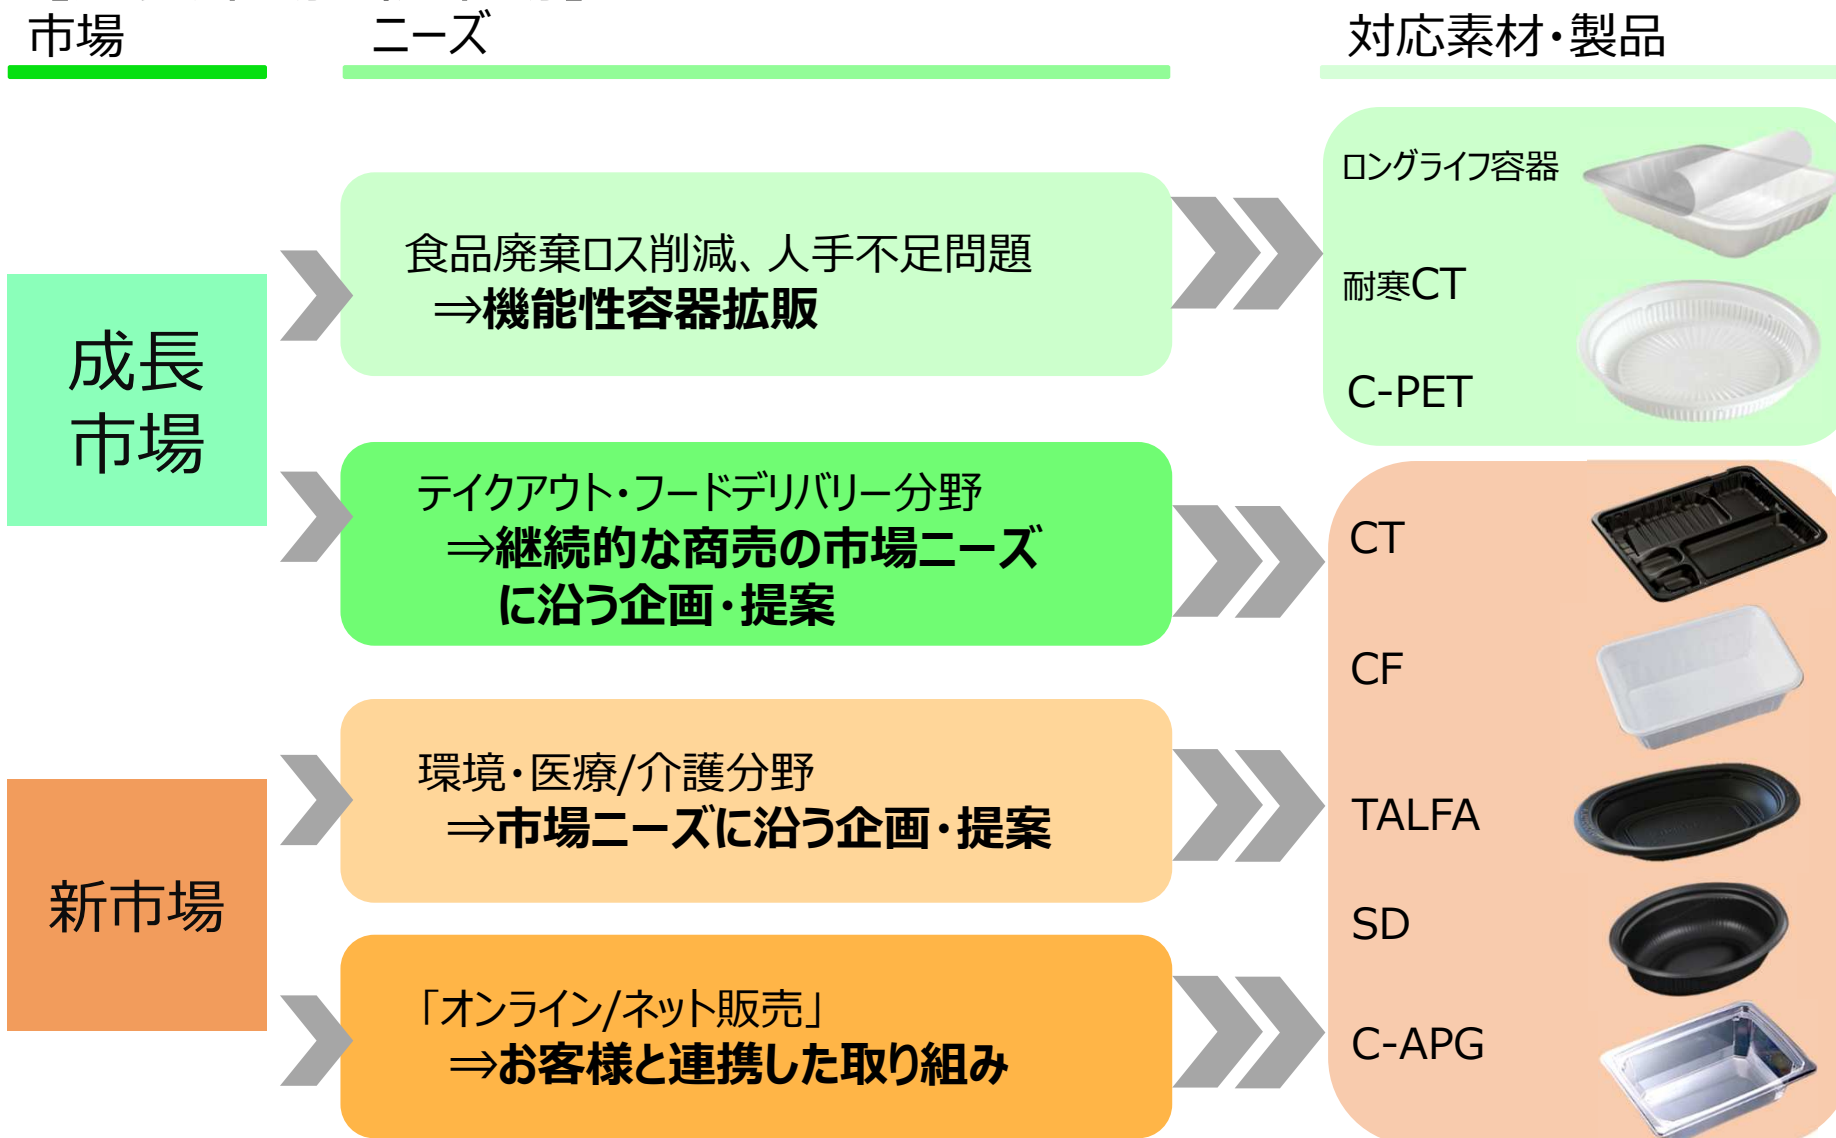 市場
ニーズ
対応素材・製品
成長
市場
食品廃棄ロス削減、人手不足問題
⇒機能性容器拡販
テイクアウト・フードデリバリー分野
⇒継続的な商売の市場ニーズ
に沿う企画・提案
新市場
環境・医療/介護分野
⇒市場ニーズに沿う企画・提案
「オンライン/ネット販売」
⇒お客様と連携した取り組み
ロングライフ容器
耐寒CT
C-PET
CT
CF
TALFA
SD
C-APG